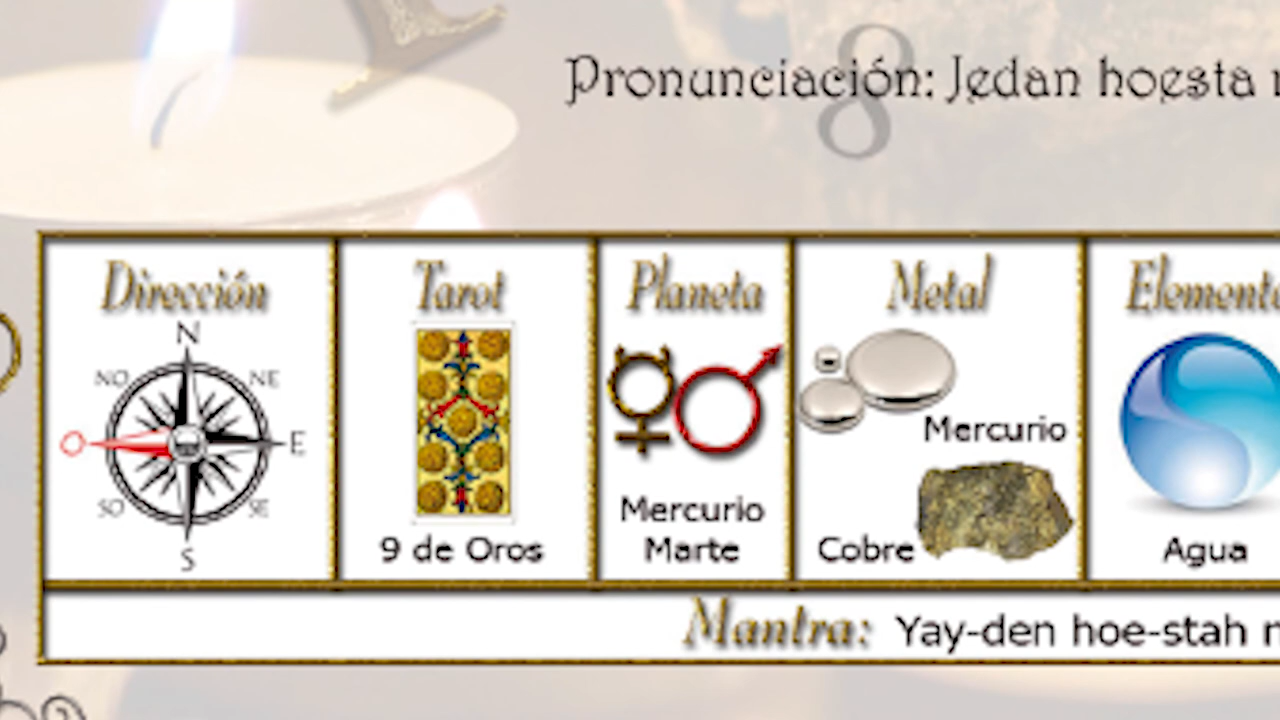 Pronunciación: Jedan hoesta
8
Dirección
Tarot
Planeta
Metal
Elemento
N
NO
NE
O
E
SO
SE
S
9 de Oros
Mercurio
Marte
Mercurio
Cobre
Agua
Mantra: Yay-den hoe-stah